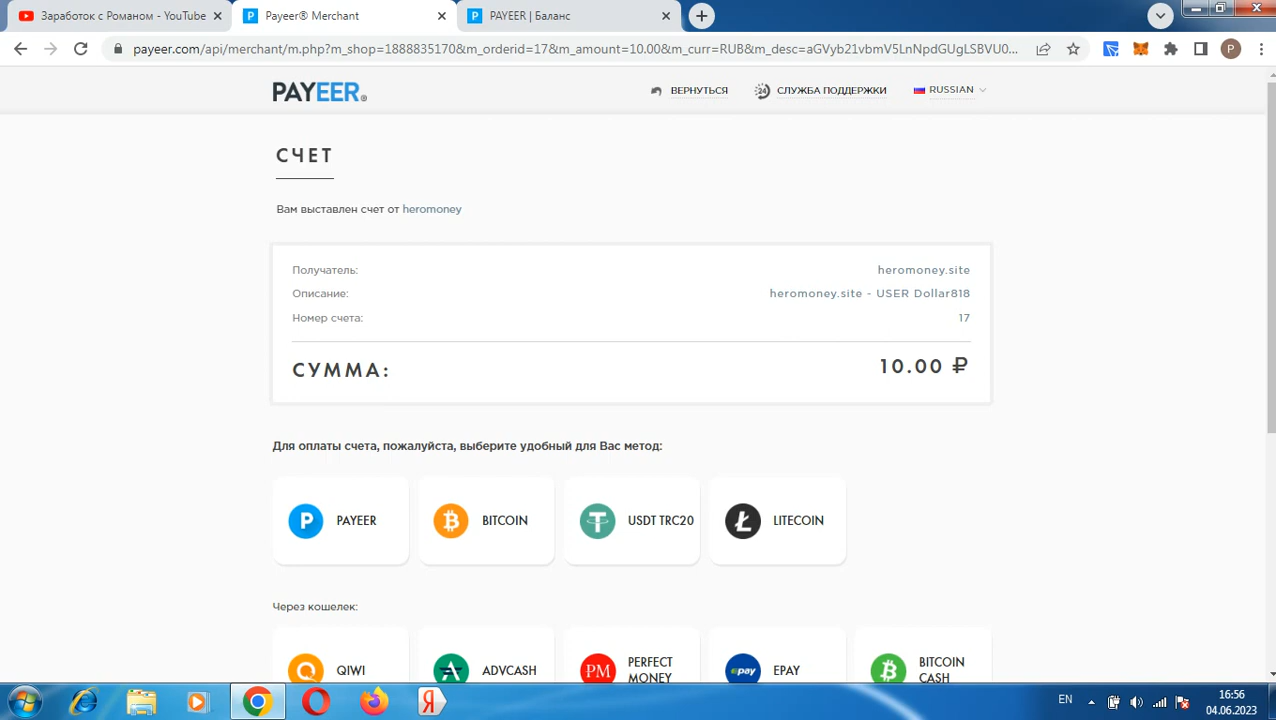 Заработок с Романом - YouTube
Payeer® Merchant
PAYEER | Баланс
payeer.com/api/merchant/m.php?m_shop=1889535170&m_orderid=17&m_amount=10.00&m_curr=RUB&m_desc=aGVyb21vbmV5LnNpdGUgLSBVU0...
P
PAYEER®
ВЕРНУТЬСЯ
24
СЛУЖБА ПОДДЕРЖКИ
RUSSIAN
СЧЕТ
Вам выставлен счет от heromoney
Получатель: heromoney.site
Описание: heromoney.site - USER Dollar818
Номер счета: 17
СУММА: 10.00 ₽
Для оплаты счета, пожалуйста, выберите удобный для Вас метод:
P PAYEER
BITCOIN
USDT TRC20
LITECOIN
Через кошелек:
QIWI
ADVCASH
PM PERFECT
MONEY
epay EPAY
BITCOIN
CASH
EN
16:56
04.06.2023